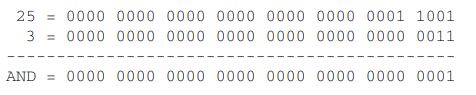 25 = 0000 0000 0000 0000 0000 0000 0001 1001
3 = 0000 0000 0000 0000 0000 0000 0000 0011
--------------------------------------------
AND = 0000 0000 0000 0000 0000 0000 0000 0001